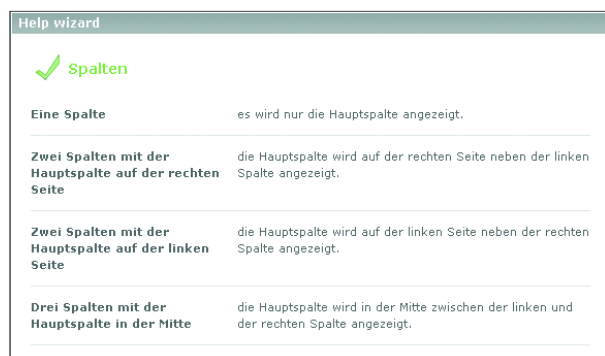 Help wizard
Spalten
Eine Spalte
es wird nur die Hauptspalte angezeigt.
Zwei Spalten mit der
Hauptspalte auf der rechten
Seite
die Hauptspalte wird auf der rechten Seite neben der linken
Spalte angezeigt.
Zwei Spalten mit der
Hauptspalte auf der linken
Seite
die Hauptspalte wird auf der linken Seite neben der rechten
Spalte angezeigt.
Drei Spalten mit der
Hauptspalte in der Mitte
die Hauptspalte wird in der Mitte zwischen der linken und
der rechten Spalte angezeigt.